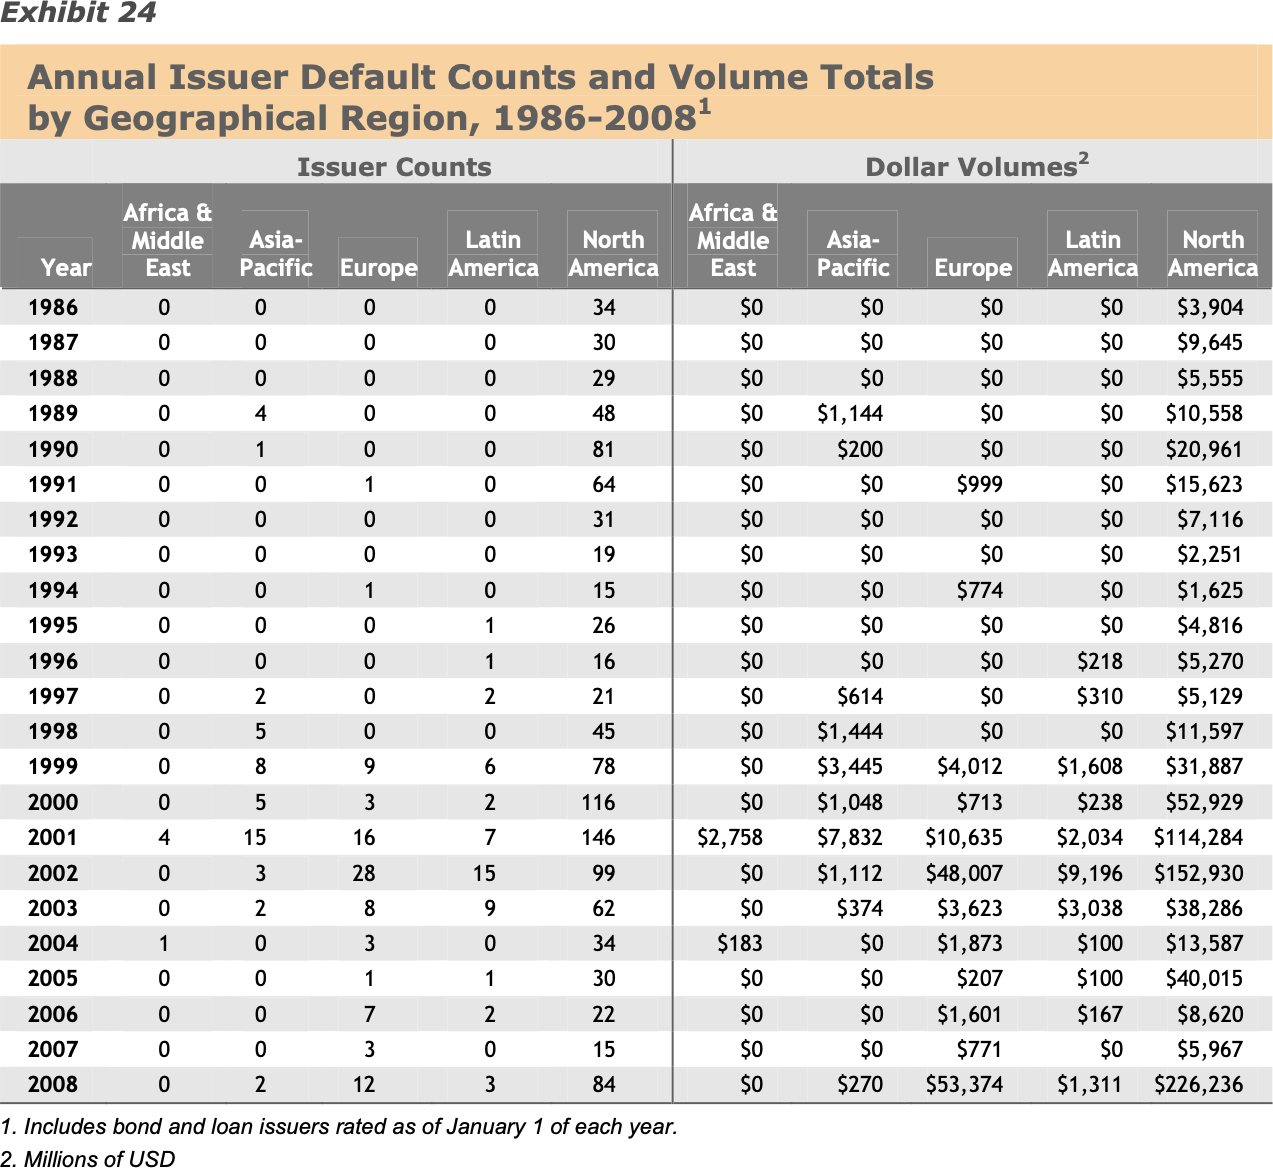 Exhibit 24
Annual Issuer Default Counts and Volume Totals
by Geographical Region, 1986-2008¹
Issuer Counts Dollar Volumes²
Year Africa & Middle East Asia-Pacific Europe Latin America North America Africa & Middle East Asia-Pacific Europe Latin America North America
1986 0 0 0 0 34 $0 $0 $0 $0 $3,904
1987 0 0 0 0 30 $0 $0 $0 $0 $9,645
1988 0 0 0 0 29 $0 $0 $0 $0 $5,555
1989 0 4 0 0 48 $0 $1,144 $0 $0 $10,558
1990 0 1 0 0 81 $0 $200 $0 $0 $20,961
1991 0 0 1 0 64 $0 $0 $999 $0 $15,623
1992 0 0 0 0 31 $0 $0 $0 $0 $7,116
1993 0 0 0 0 19 $0 $0 $0 $0 $2,251
1994 0 0 1 0 15 $0 $0 $774 $0 $1,625
1995 0 0 0 1 26 $0 $0 $0 $0 $4,816
1996 0 0 0 1 16 $0 $0 $0 $218 $5,270
1997 0 2 0 2 21 $0 $614 $0 $310 $5,129
1998 0 5 0 0 45 $0 $1,444 $0 $0 $11,597
1999 0 8 9 6 78 $0 $3,445 $4,012 $1,608 $31,887
2000 0 5 3 2 116 $0 $1,048 $713 $238 $52,929
2001 4 15 16 7 146 $2,758 $7,832 $10,635 $2,034 $114,284
2002 0 3 28 15 99 $0 $1,112 $48,007 $9,196 $152,930
2003 0 2 8 9 62 $0 $374 $3,623 $3,038 $38,286
2004 1 0 3 0 34 $183 $0 $1,873 $100 $13,587
2005 0 0 1 1 30 $0 $0 $207 $100 $40,015
2006 0 0 7 2 22 $0 $0 $1,601 $167 $8,620
2007 0 0 3 0 15 $0 $0 $771 $0 $5,967
2008 0 2 12 3 84 $0 $270 $53,374 $1,311 $226,236
1. Includes bond and loan issuers rated as of January 1 of each year.
2. Millions of USD